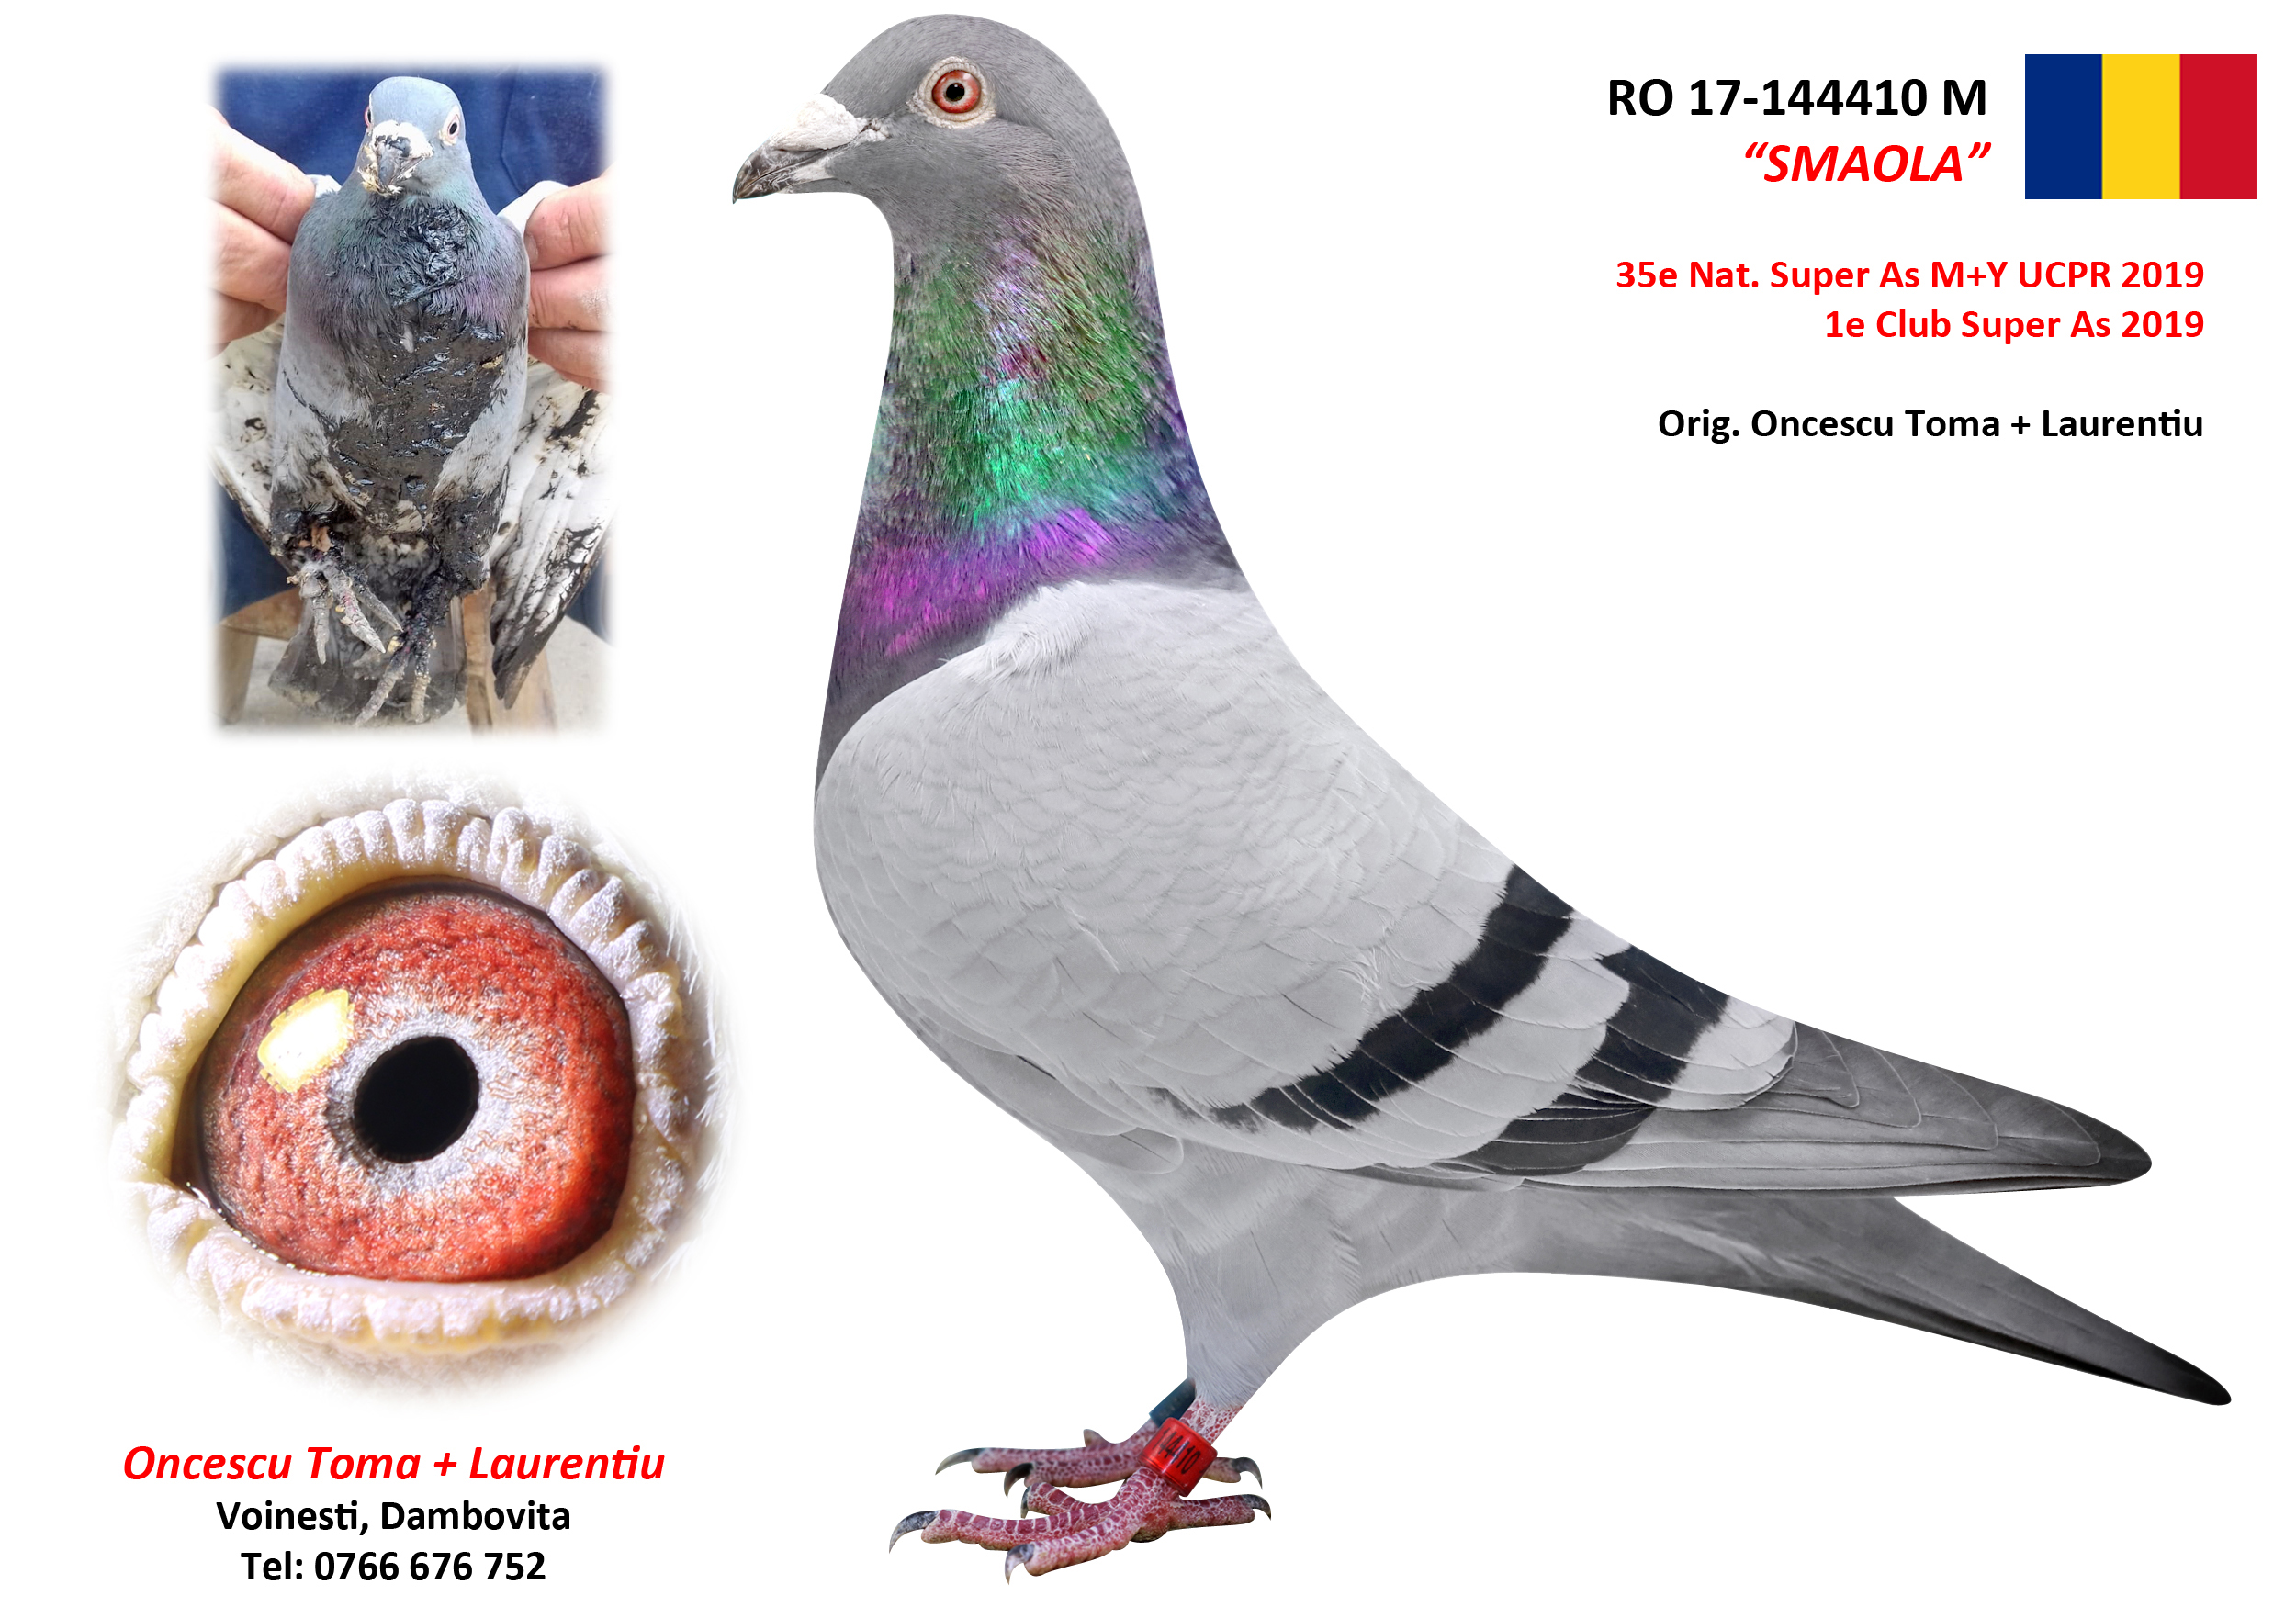 RO 17-144410 M
“SMAOLA”
35e Nat. Super As M+Y UCPR 2019
1e Club Super As 2019
Orig. Oncescu Toma + Laurentiu
Oncescu Toma + Laurentiu
Voinesti, Dambovita
Tel: 0766 676 752